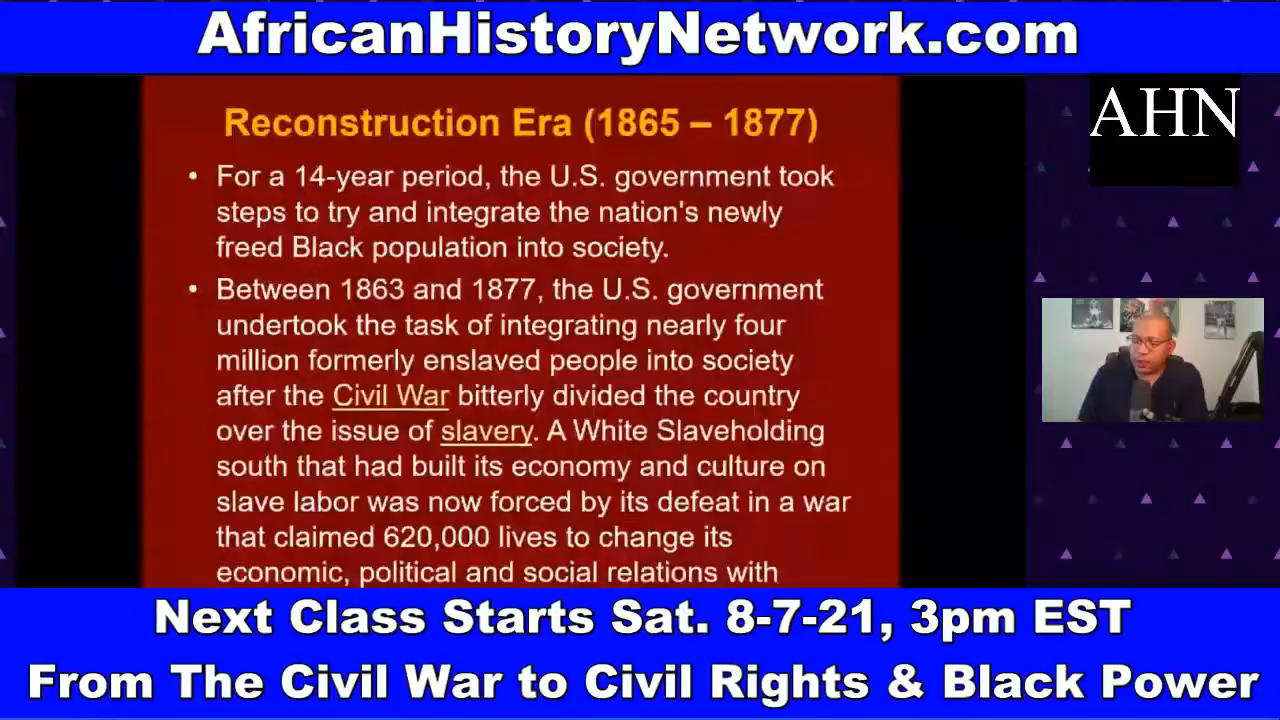 AfricanHistoryNetwork.com
AHN
Reconstruction Era (1865 – 1877)
• For a 14-year period, the U.S. government took
steps to try and integrate the nation's newly
freed Black population into society.
• Between 1863 and 1877, the U.S. government
undertook the task of integrating nearly four
million formerly enslaved people into society
after the Civil War bitterly divided the country
over the issue of slavery. A White Slaveholding
south that had built its economy and culture on
slave labor was now forced by its defeat in a war
that claimed 620,000 lives to change its
economic, political and social relations with
Next Class Starts Sat. 8-7-21, 3pm EST
From The Civil War to Civil Rights & Black Power